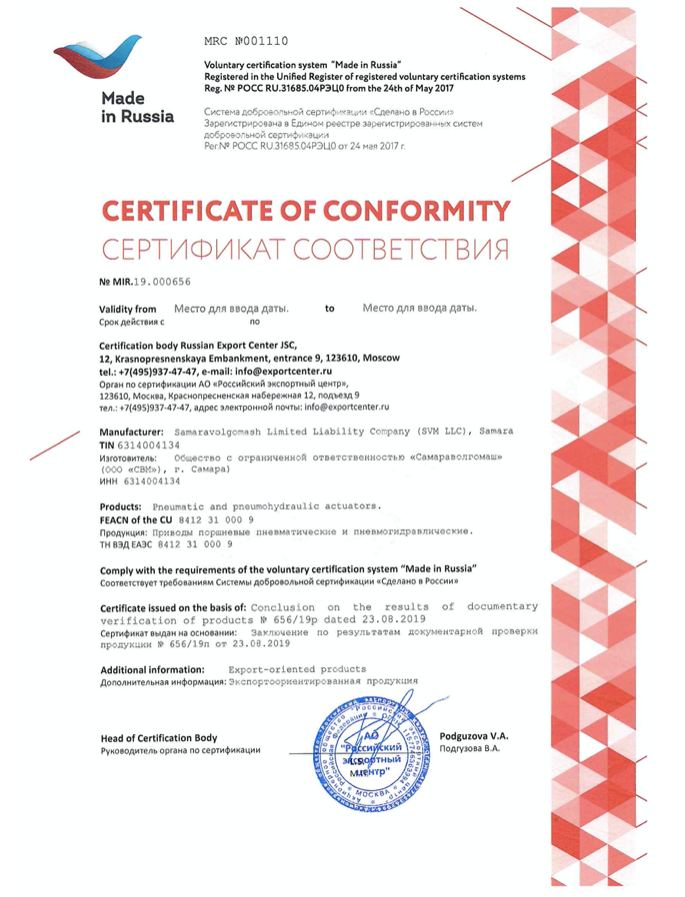 Made
in Russia
MRC №001110
Voluntary certification system "Made in Russia"
Registered in the Unified Register of registered voluntary certification systems
Reg. № РОСС RU.31685.04РЭЦ0 from the 24th of May 2017
Система добровольной сертификации «Сделано в России»
Зарегистрирована в Едином реестре зарегистрированных систем
добровольной сертификации
Рег.№ РОСС RU.31685.04РЭЦ0 от 24 мая 2017 г.
CERTIFICATE OF CONFORMITY
СЕРТИФИКАТ СООТВЕТСТВИЯ
№ MIR.19.000656
Validity from Место для ввода даты. to Место для ввода даты.
Срок действия с по
Certification body Russian Export Center JSC,
12, Krasnopresnenskaya Embankment, entrance 9, 123610, Moscow
tel.: +7(495)937-47-47, e-mail: info@exportcenter.ru
Орган по сертификации АО «Российский экспортный центр»,
123610, Москва, Краснопресненская набережная 12, подъезд 9
тел.: +7(495)937-47-47, адрес электронной почты: info@exportcenter.ru
Manufacturer: Samaravolgomash Limited Liability Company (SVM LLC), Samara
TIN 6314004134
Изготовитель: Общество с ограниченной ответственностью «Самараволгомаш»
(ООО «СВМ»), г. Самара)
ИНН 6314004134
Products: Pneumatic and pneumohydraulic actuators.
FEACN of the CU 8412 31 000 9
Продукция: Приводы поршневые пневматические и пневмогидравлические.
ТН ВЭД ЕАЭС 8412 31 000 9
Comply with the requirements of the voluntary certification system "Made in Russia"
Соответствует требованиям Системы добровольной сертификации «Сделано в России»
Certificate issued on the basis of: Conclusion on the results of documentary
verification of products № 656/19p dated 23.08.2019
Сертификат выдан на основании: Заключение по результатам документарной проверки
продукции № 656/19п от 23.08.2019
Additional information: Export-oriented products
Дополнительная информация: Экспортоориентированная продукция
Head of Certification Body
Руководитель органа по сертификации
АО
"Российский
экспортный
центр"
МОСКВА
Podguzova V.A.
Подгузова В.А.